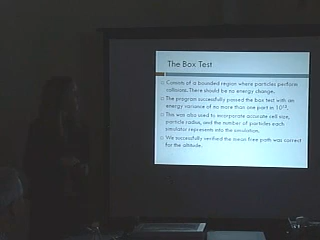 The Box Test
Consists of a bounded region where particles perform
collisions. There should be no energy change.
The program successfully passed the box test with an
energy variance of no more than one part in 10¹⁰.
This was also used to incorporate accurate cell size,
particle radius, and the number of particles each
simulator represents into the simulation.
We successfully verified the mean free path was correct
for the altitude.